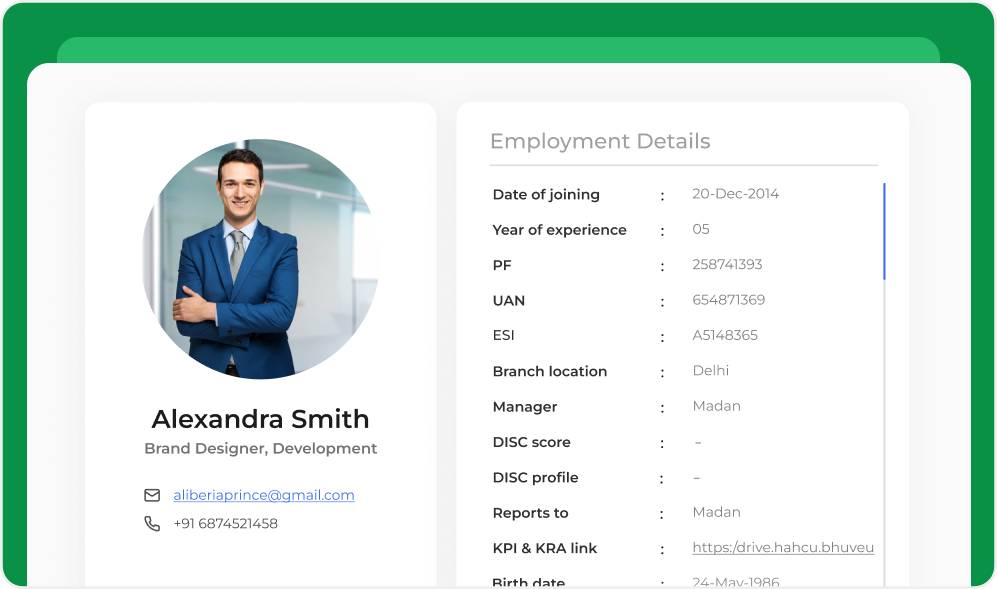 Alexandra Smith
Brand Designer, Development
aliberiaprince@gmail.com
+91 6874521458
Employment Details
Date of joining : 20-Dec-2014
Year of experience : 05
PF : 258741393
UAN : 654871369
ESI : A5148365
Branch location : Delhi
Manager : Madan
DISC score : -
DISC profile : -
Reports to : Madan
KPI & KRA link : https:/drive.hahcu.bhuveu
Birth date : 24-May-1986